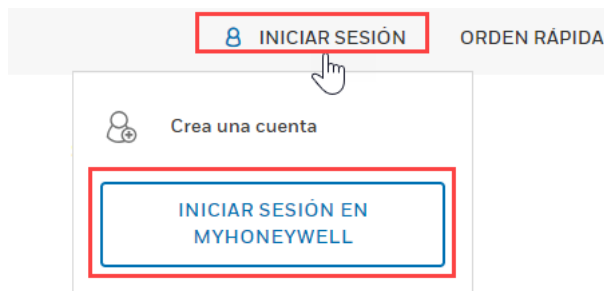 INICIAR SESIÓN
ORDEN RÁPIDA
Crea una cuenta
INICIAR SESIÓN EN
MYHONEYWELL